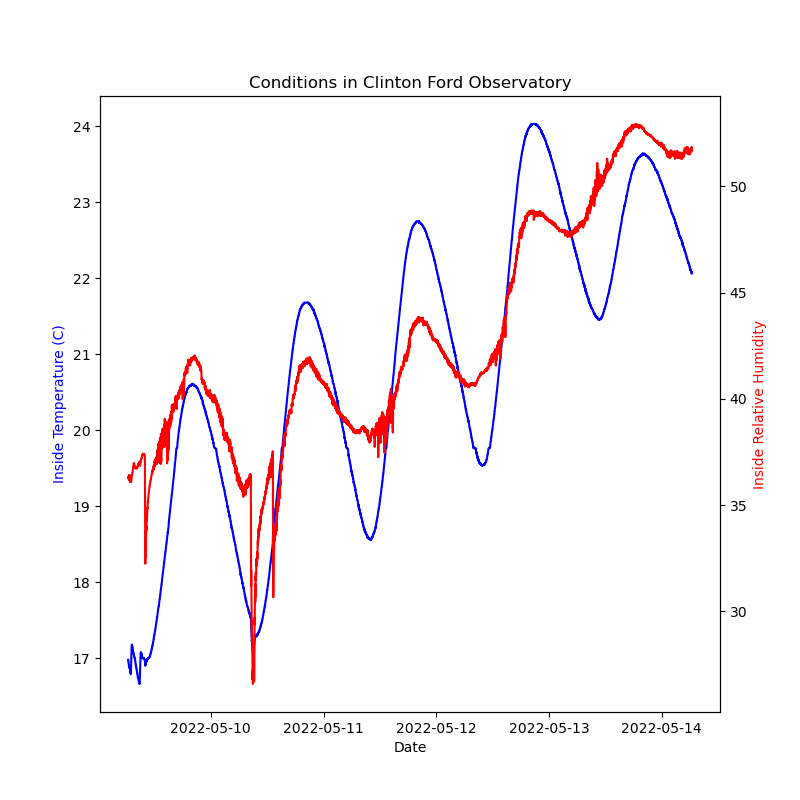 Conditions in Clinton Ford Observatory
24
23
22
21
20
19
18
17
Inside Temperature (C)
50
45
40
35
30
Inside Relative Humidity
2022-05-10 2022-05-11 2022-05-12 2022-05-13 2022-05-14
Date